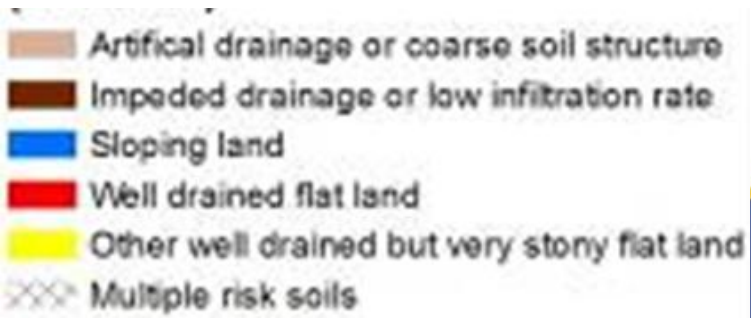 Artifical drainage or coarse soil structure
Impeded drainage or low infiltration rate
Sloping land
Well drained flat land
Other well drained but very stony flat land
Multiple risk soils